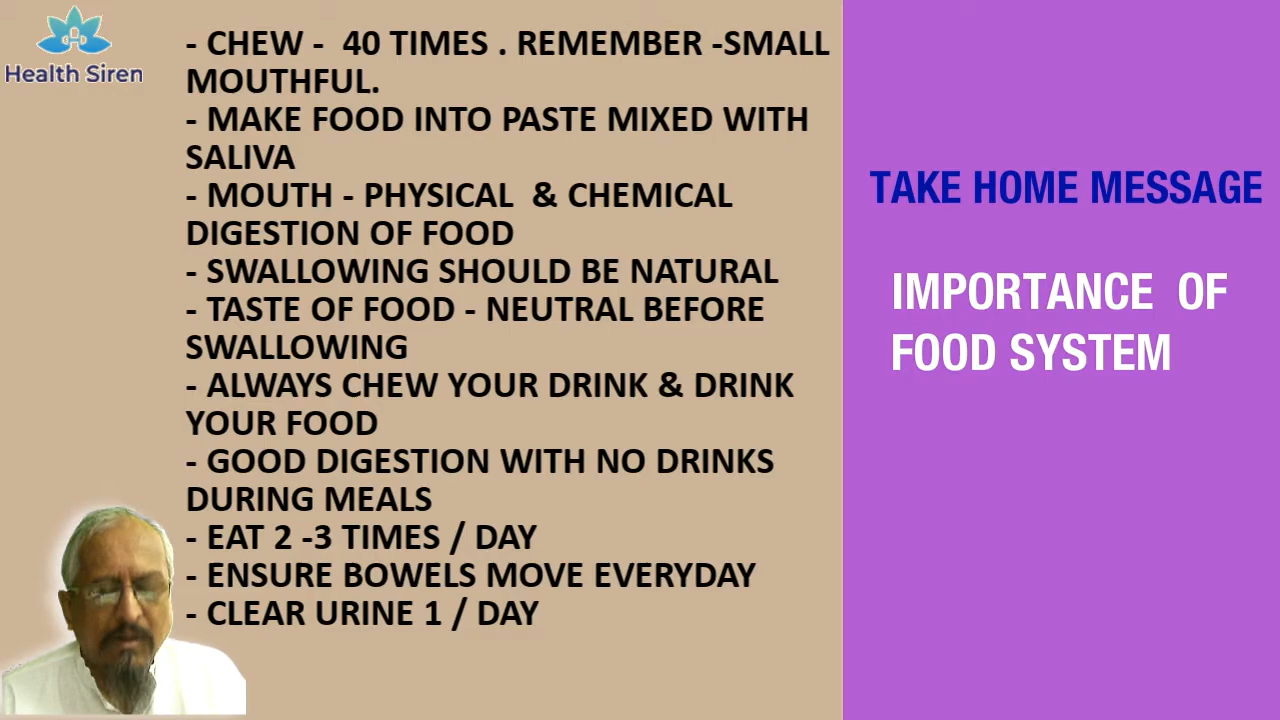 Health Siren
- CHEW - 40 TIMES . REMEMBER -SMALL
MOUTHFUL.
- MAKE FOOD INTO PASTE MIXED WITH
SALIVA
- MOUTH - PHYSICAL & CHEMICAL
DIGESTION OF FOOD
- SWALLOWING SHOULD BE NATURAL
- TASTE OF FOOD - NEUTRAL BEFORE
SWALLOWING
- ALWAYS CHEW YOUR DRINK & DRINK
YOUR FOOD
- GOOD DIGESTION WITH NO DRINKS
DURING MEALS
- EAT 2 -3 TIMES / DAY
- ENSURE BOWELS MOVE EVERYDAY
- CLEAR URINE 1 / DAY
TAKE HOME MESSAGE
IMPORTANCE OF
FOOD SYSTEM